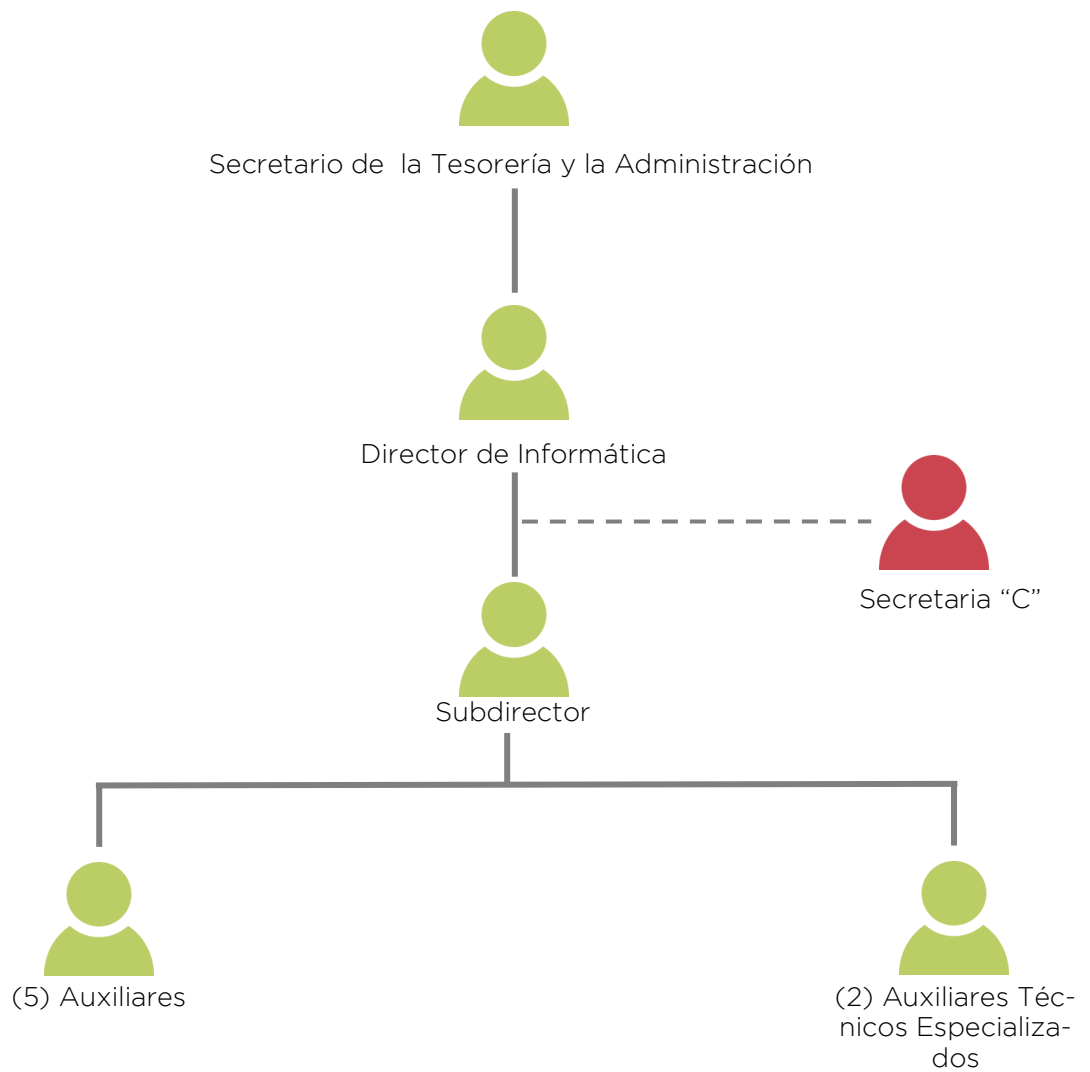 Secretario de  la Tesorería y la Administración
Director de Informática
Secretaria “C”
Subdirector
(5) Auxiliares
(2) Auxiliares Téc-
nicos Especializa-
dos